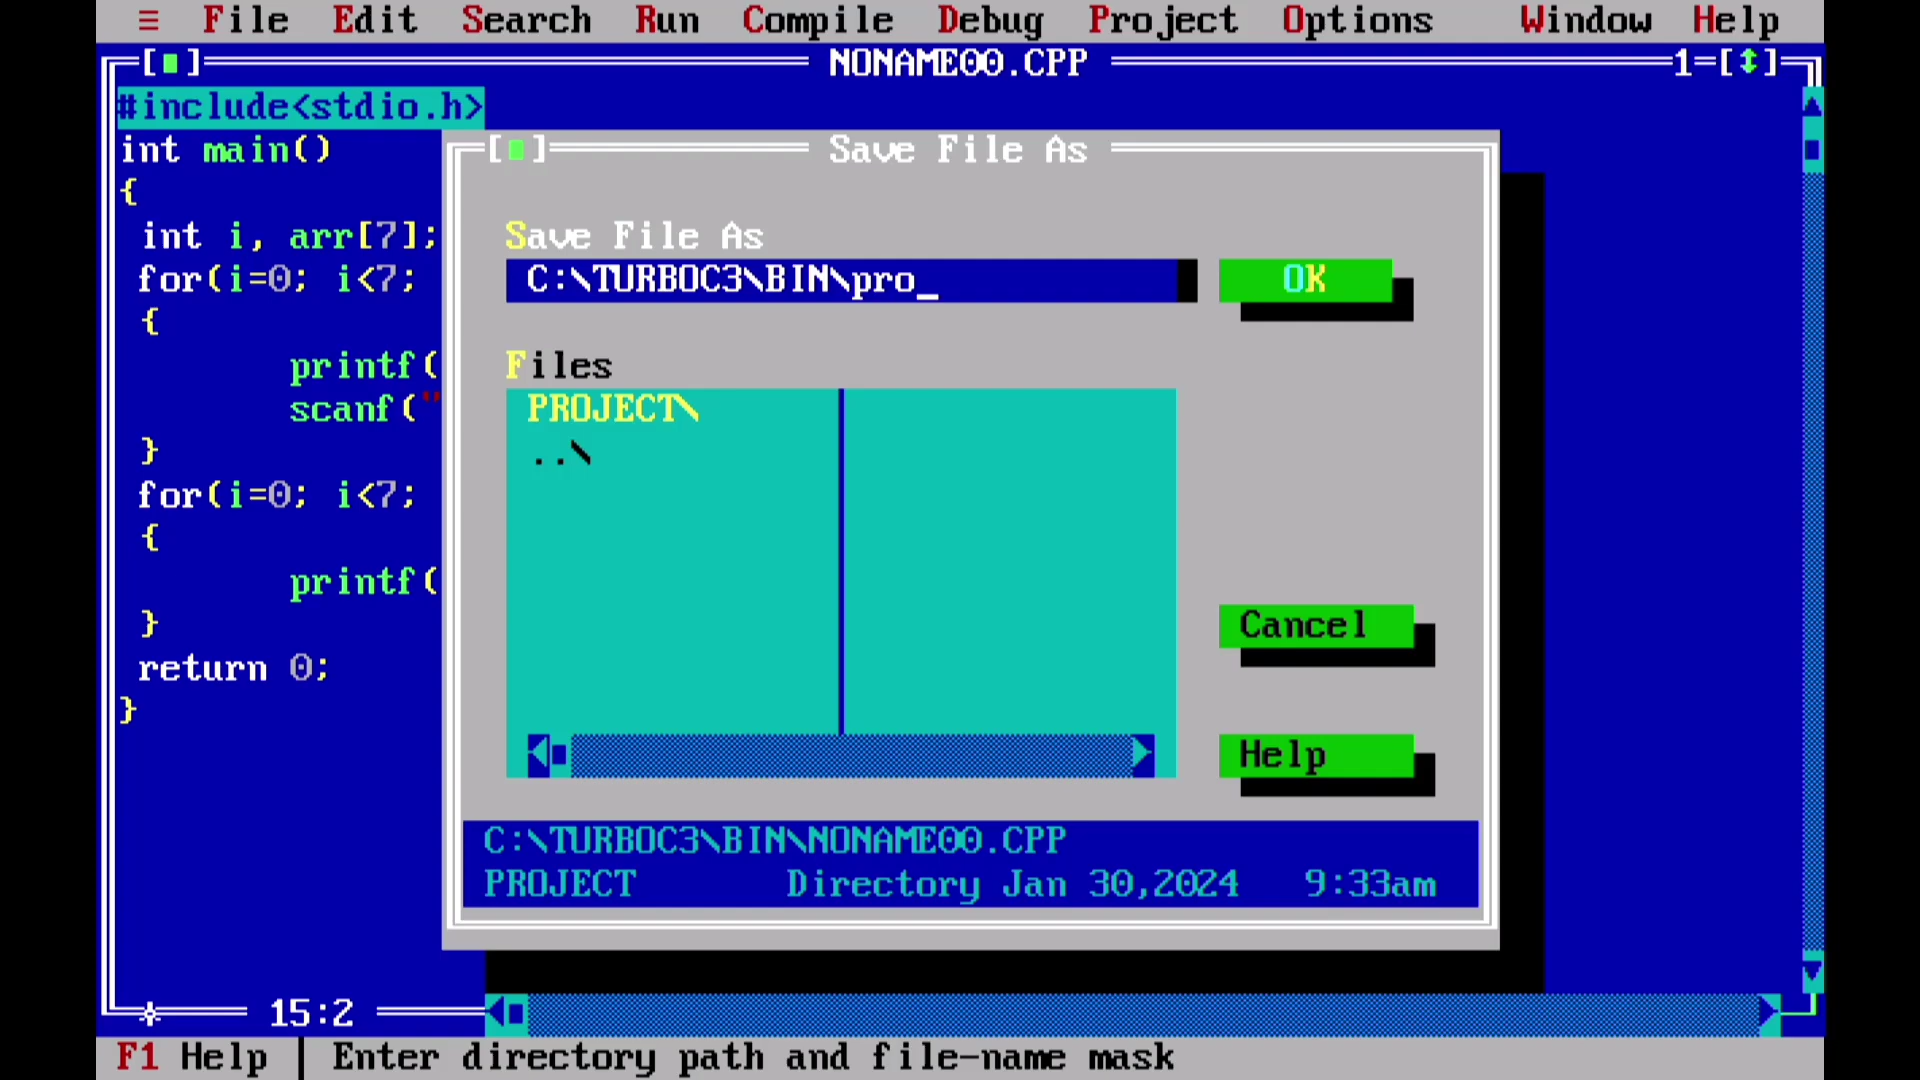 ≡ File Edit Search Run Compile Debug Project Options Window Help
[■] NONAME00.CPP 1=[↕]
#include<stdio.h>
int main()
{
int i, arr[7];
for(i=0; i<7;
{
printf(
scanf("
}
for(i=0; i<7;
{
printf(
}
return 0;
}
[■] Save File As
Save File As
C:\TURBOC3\BIN\pro_
OK
Files
PROJECT\
..\
Cancel
Help
C:\TURBOC3\BIN\NONAME00.CPP
PROJECT Directory Jan 30,2024 9:33am
15:2
F1 Help | Enter directory path and file-name mask